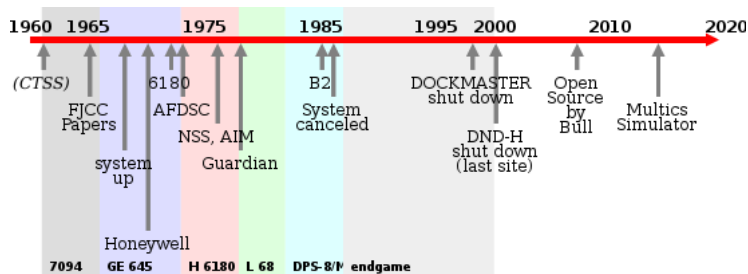 1960 1965 1975 1985 1995 2000 2010 2020
(CTSS) 6180 B2 DOCKMASTER Open
shut down Source
FJCC AFDSC System by
Papers canceled Bull
Multics
Simulator
NSS, AIM DND-H
shut down
(last site)
system Guardian
up
Honeywell
7094 GE 645 H 6180 L 68 DPS-8/M endgame